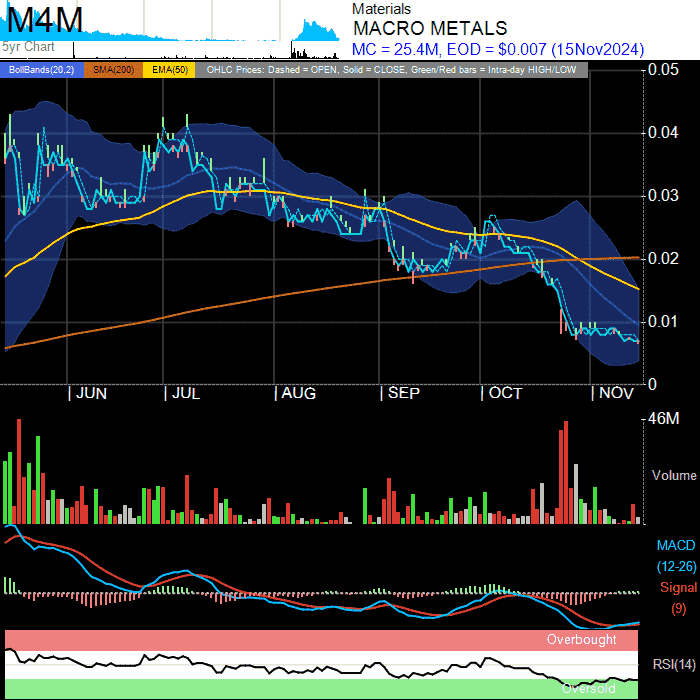 M4M
5yr Chart
Materials
MACRO METALS
MC = 25.4M, EOD = $0.007 (15Nov2024)
BollBands(20,2) SMA(200) EMA(50) OHLC Prices: Dashed = OPEN, Solid = CLOSE, Green/Red bars = Intra-day HIGH/LOW
0.05
0.04
0.03
0.02
0.01
0
JUN JUL AUG SEP OCT NOV
46M
Volume
MACD
(12-26)
Signal
(9)
Overbought
RSI(14)
Oversold